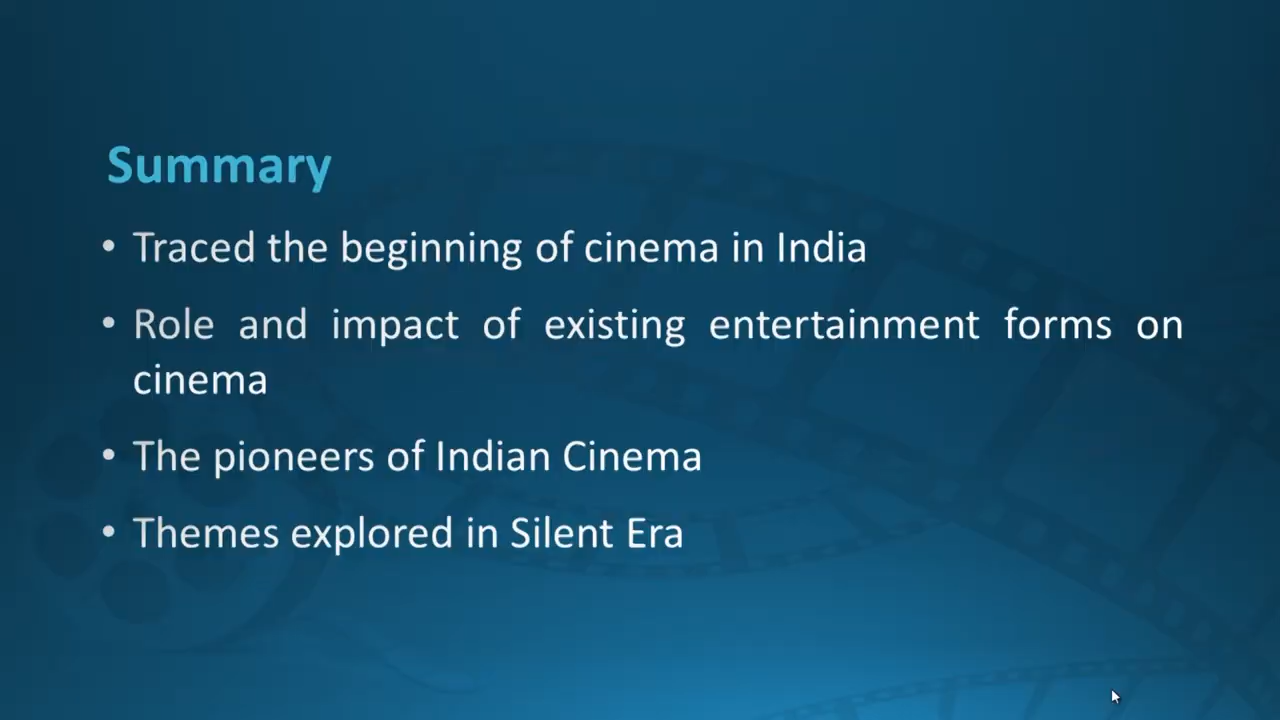 Summary
• Traced the beginning of cinema in India
• Role and impact of existing entertainment forms on
cinema
• The pioneers of Indian Cinema
• Themes explored in Silent Era